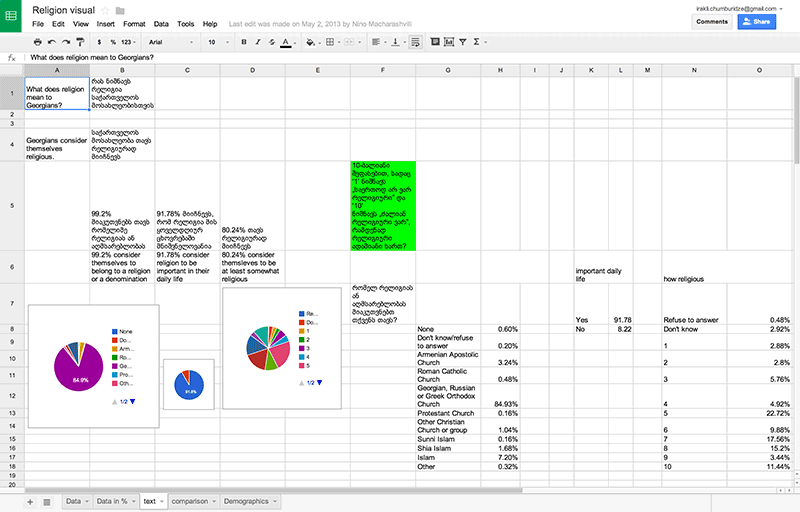 Religion visual
irakli.chumburidze@gmail.com
File Edit View Insert Format Data Tools Help
Last edit was made on May 2, 2013 by Nino Macharashvili
Comments
Share
$ % 123 Arial 10 B I S A
fx What does religion mean to Georgians?
A B C D E F G H I J K L M N O
1
What does religion
mean to
Georgians?
რას ნიშნავს
რელიგია
საქართველოს
მოსახლეობისთვის
2
3
4
Georgians consider
themselves
religious.
საქართველოს
მოსახლეობა თავს
რელიგიურად
მიიჩნევს
5
99.2%
მიაკუთვნებს თავს
რომელიმე
რელიგიას ან
აღმსარებლობას
91.78% მიიჩნევს,
რომ რელიგია მის
ყოველდღიურ
ცხოვრებაში
მნიშვნელოვანია
80.24% თავს
რელიგიურად
მიიჩნევს
10-ბალიანი
შეფასებით, სადაც
'1' ნიშნავს
„საერთოდ არ ვარ
რელიგიური“ და
'10'
ნიშნავს „ძალიან
რელიგიური ვარ“,
რამდენად
რელიგიური
ადამიანი ხართ?
6
99.2% consider
themselves to
belong to a religion
or a denomination
91.78% consider
religion to be
important in their
daily life
80.24% consider
themsleves to be
at least somewhat
religious
important daily
life
how religious
7
რომელ რელიგიას
ან
აღმსარებლობას
მიაკუთვნებთ
თქვენს თავს?
Yes 91.78
Refuse to answer 0.48%
8
None 0.60%
No 8.22
Don't know 2.92%
9
Don't know/refuse
to answer 0.20%
1 2.88%
10
Armenian Apostolic
Church 3.24%
2 2.8%
11
Roman Catholic
Church 0.48%
3 5.76%
12
Georgian, Russian
or Greek Orthodox
Church 84.93%
4 4.92%
13
Protestant Church 0.16%
5 22.72%
14
Other Christian
Church or group 1.04%
6 9.88%
15
Sunni Islam 0.16%
7 17.56%
16
Shia Islam 1.68%
8 15.2%
17
Islam 7.20%
9 3.44%
18
Other 0.32%
10 11.44%
19
20
None
Do...
Arm...
Ro...
Ge...
Pro...
Oth...
84.9%
1/2
91.8%
Re...
Do...
1
2
3
4
5
1/2
Data
Data in %
text
comparison
Demographics